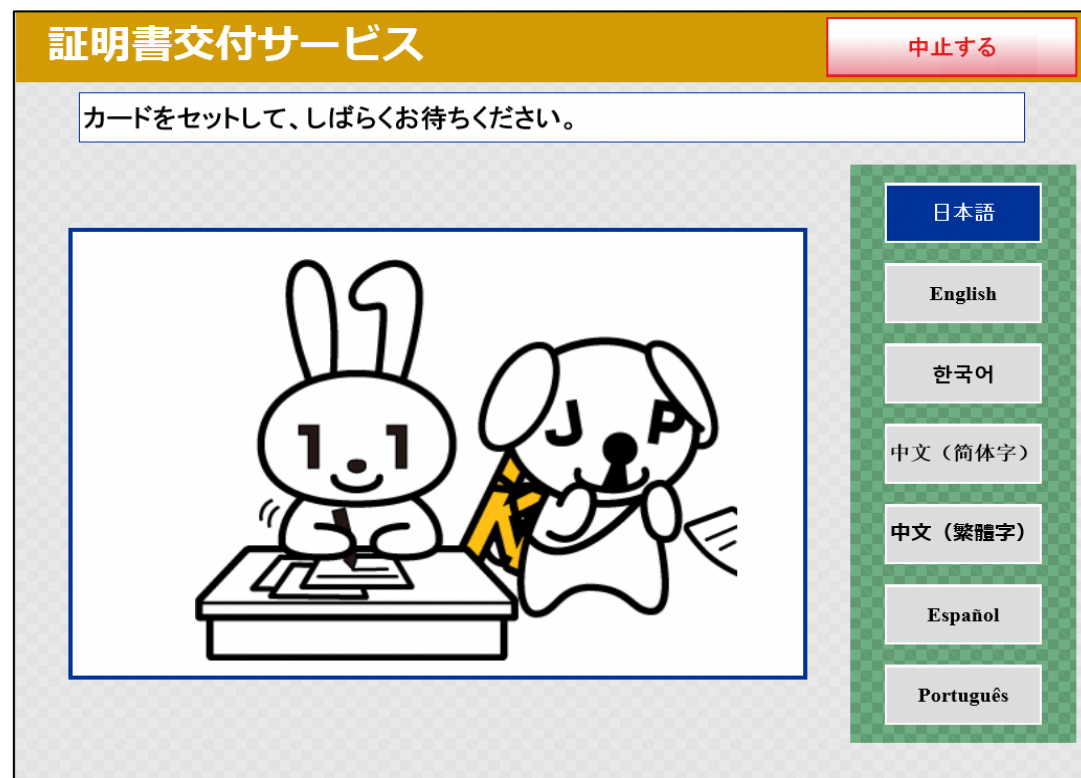 証明書交付サービス
中止する
カードをセットして、しばらくお待ちください。
日本語
English
한국어
中文（简体字）
中文（繁體字）
Español
Português
1 1
J P
K